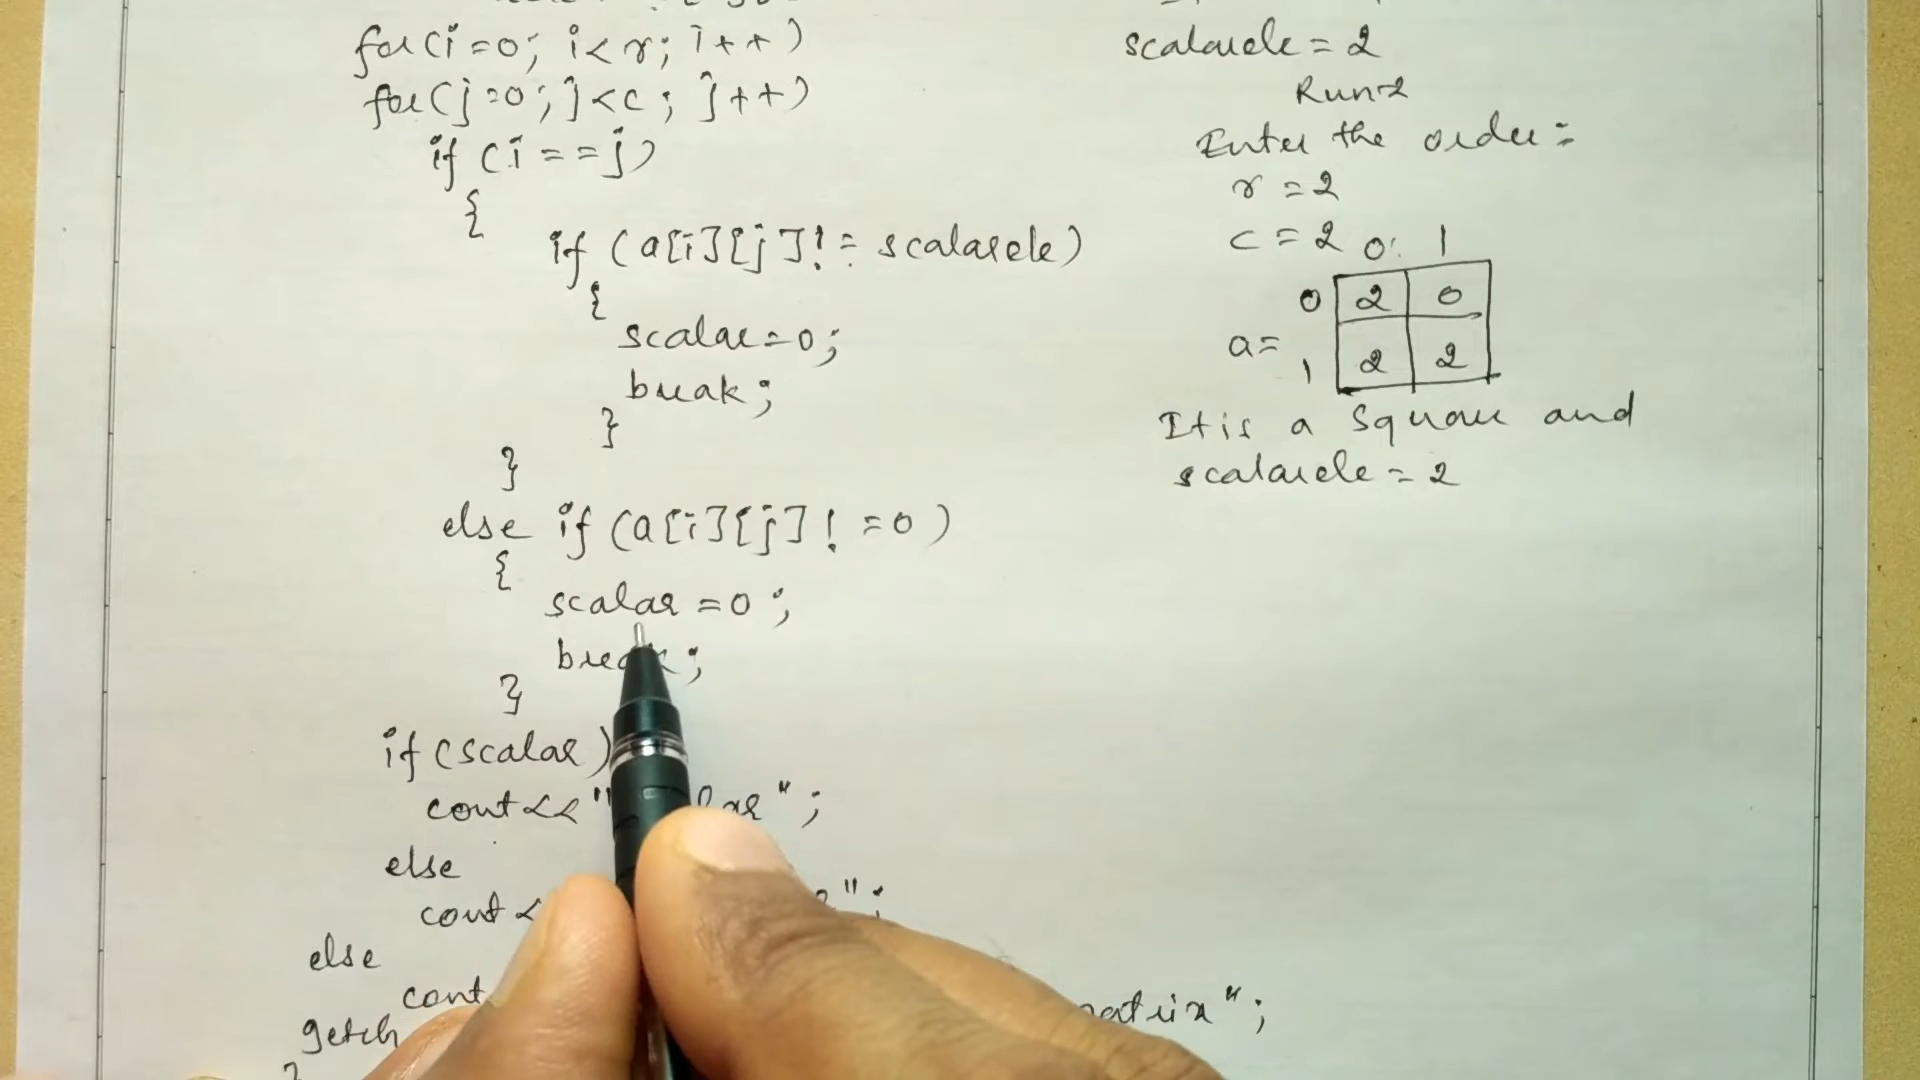 for(i=0; i<r; i++)
for(j=0; j<c; j++)
if (i==j)
{
if (a[i][j]!= scalarele)
{
scalar=0;
break;
}
}
else if (a[i][j]!=0)
{
scalar=0;
break;
}
if(scalar)
cout<<" ";
else
cout< ";
else
cout matrix";
getch
}
scalarele=2
Run-2
Enter the order:
r=2
c=2
0 1
0 2 0
a=
1 2 2
It is a square and
scalarele=2